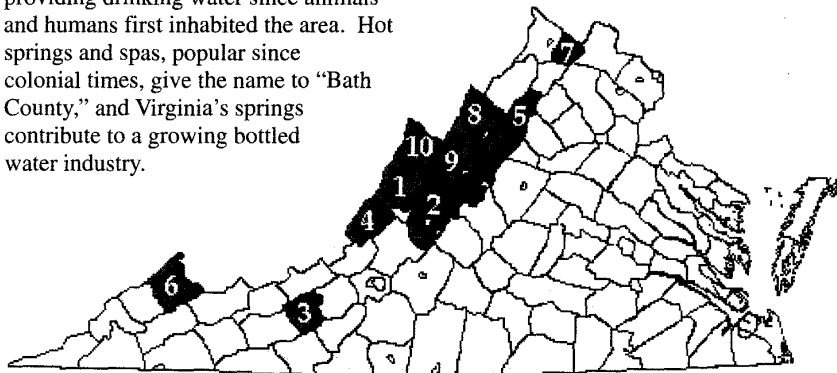 providing drinking water since animals
and humans first inhabited the area. Hot
springs and spas, popular since
colonial times, give the name to “Bath
County,” and Virginia’s springs
contribute to a growing bottled
water industry.
7
8
5
10
9
1
2
4
6
3